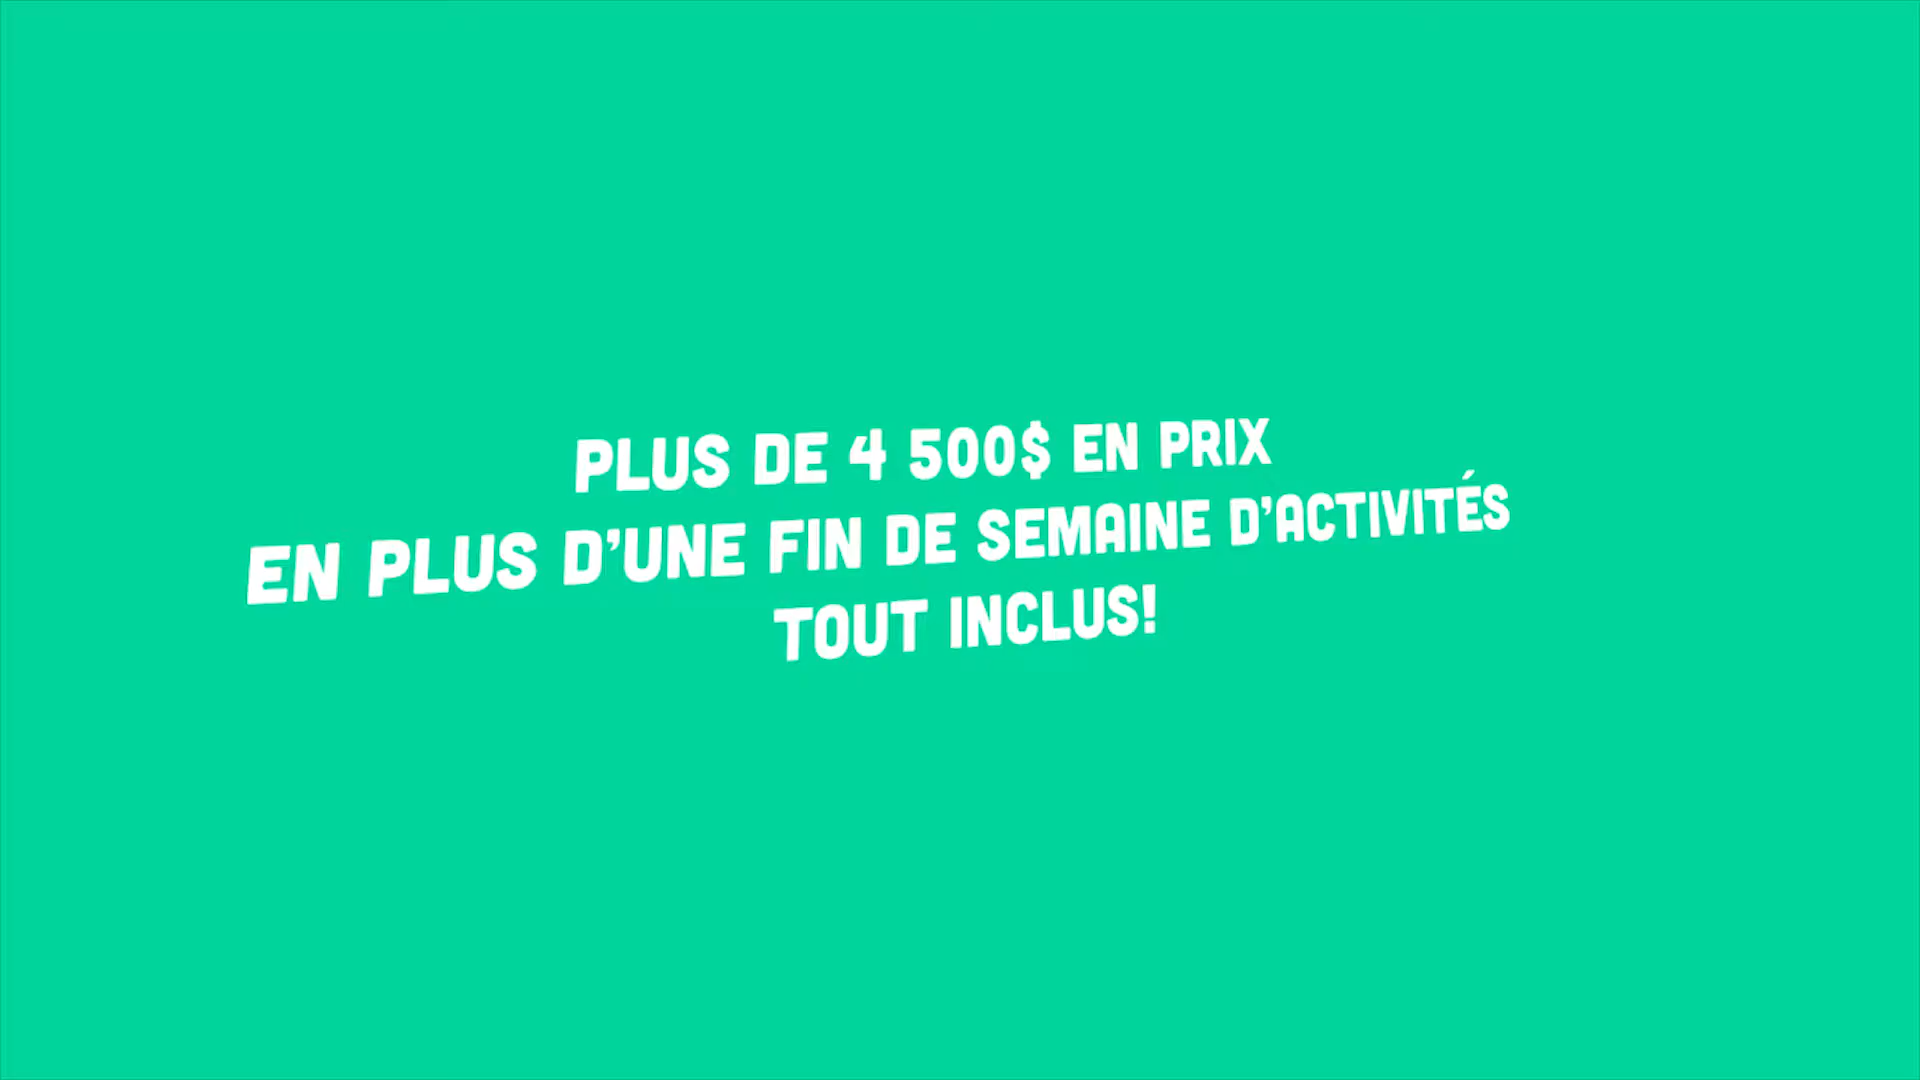 PLUS DE 4 500$ EN PRIX
EN PLUS D'UNE FIN DE SEMAINE D'ACTIVITÉS
TOUT INCLUS!